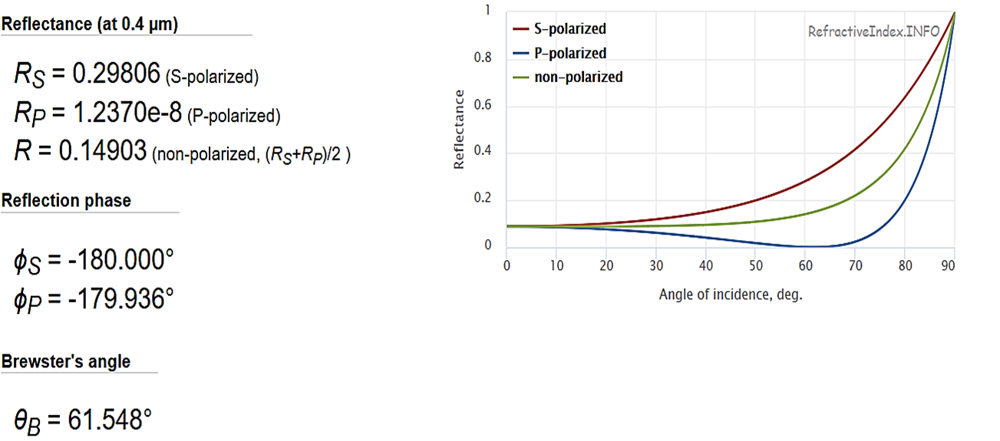 Reflectance (at 0.4 μm)
RS = 0.29806 (S-polarized)
RP = 1.2370e-8 (P-polarized)
R = 0.14903 (non-polarized, (RS+RP)/2 )
Reflection phase
ϕS = -180.000°
ϕP = -179.936°
Brewster's angle
θB = 61.548°
S-polarized
P-polarized
non-polarized
RefractiveIndex.INFO
Reflectance
1
0.8
0.6
0.4
0.2
0
0 10 20 30 40 50 60 70 80 90
Angle of incidence, deg.